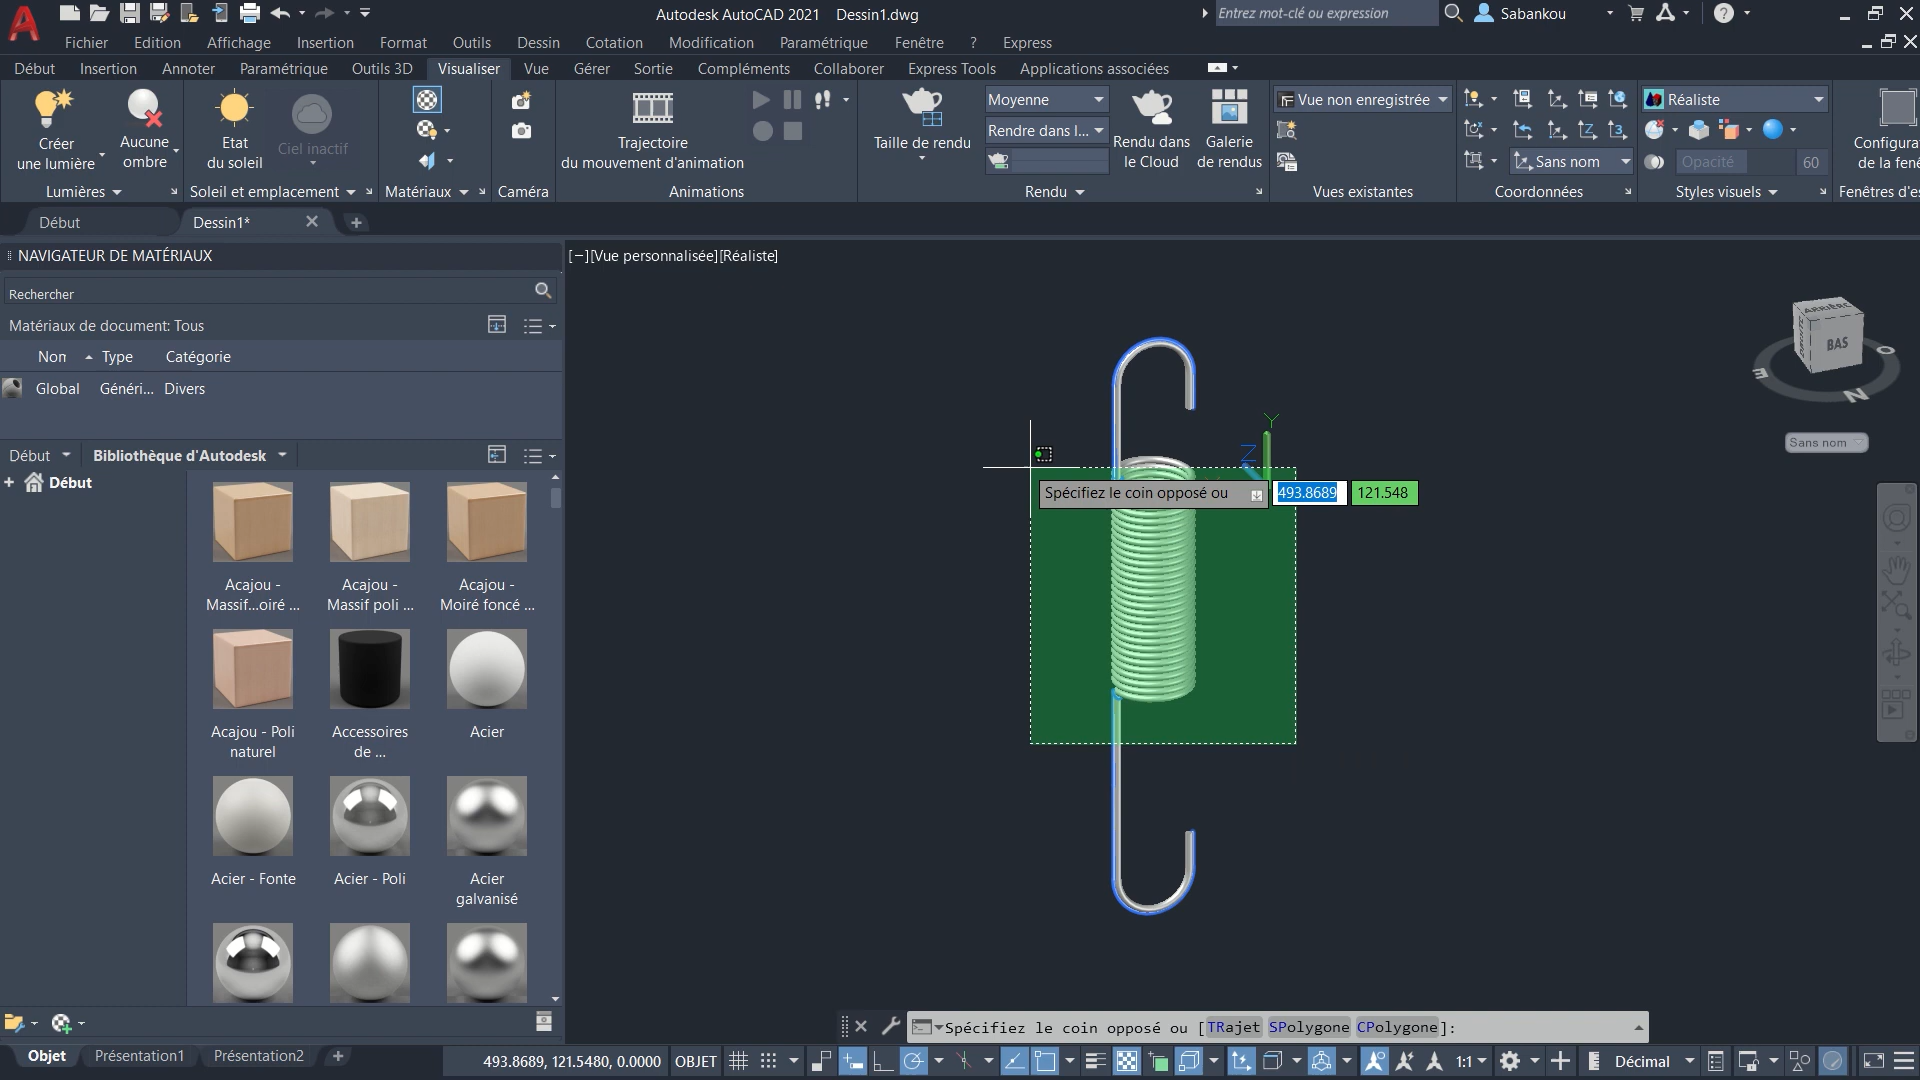 Autodesk AutoCAD 2021 Dessin1.dwg
Entrez mot-clé ou expression
Sabankou
Fichier Edition Affichage Insertion Format Outils Dessin Cotation Modification Paramétrique Fenêtre ? Express
Début Insertion Annoter Paramétrique Outils 3D Visualiser Vue Gérer Sortie Compléments Collaborer Express Tools Applications associées
Créer
une lumière
Aucune
ombre
Lumières
Etat
du soleil
Ciel inactif
Soleil et emplacement
Matériaux
Caméra
Trajectoire
du mouvement d'animation
Animations
Taille de rendu
Moyenne
Rendre dans l...
Rendu dans
le Cloud
Galerie
de rendus
Rendu
Vue non enregistrée
Vues existantes
Sans nom
Coordonnées
Réaliste
Opacité 60
Styles visuels
Configura
de la fenê
Fenêtres d'es
Début
Dessin1*
NAVIGATEUR DE MATÉRIAUX
[−][Vue personnalisée][Réaliste]
Rechercher
Matériaux de document: Tous
Non Type Catégorie
Global Généri... Divers
Début
Bibliothèque d'Autodesk
Début
Acajou -
Massif...oiré ...
Acajou -
Massif poli ...
Acajou -
Moiré foncé ...
Acajou - Poli
naturel
Accessoires
de ...
Acier
Acier - Fonte
Acier - Poli
Acier
galvanisé
Y
Z
Spécifiez le coin opposé ou
493.8689
121.548
ARRIÈRE
BAS
E
N
O
Sans nom
Spécifiez le coin opposé ou [TRajet SPolygone CPolygone]:
Objet Présentation1 Présentation2
493.8689, 121.5480, 0.0000 OBJET
1:1
Décimal